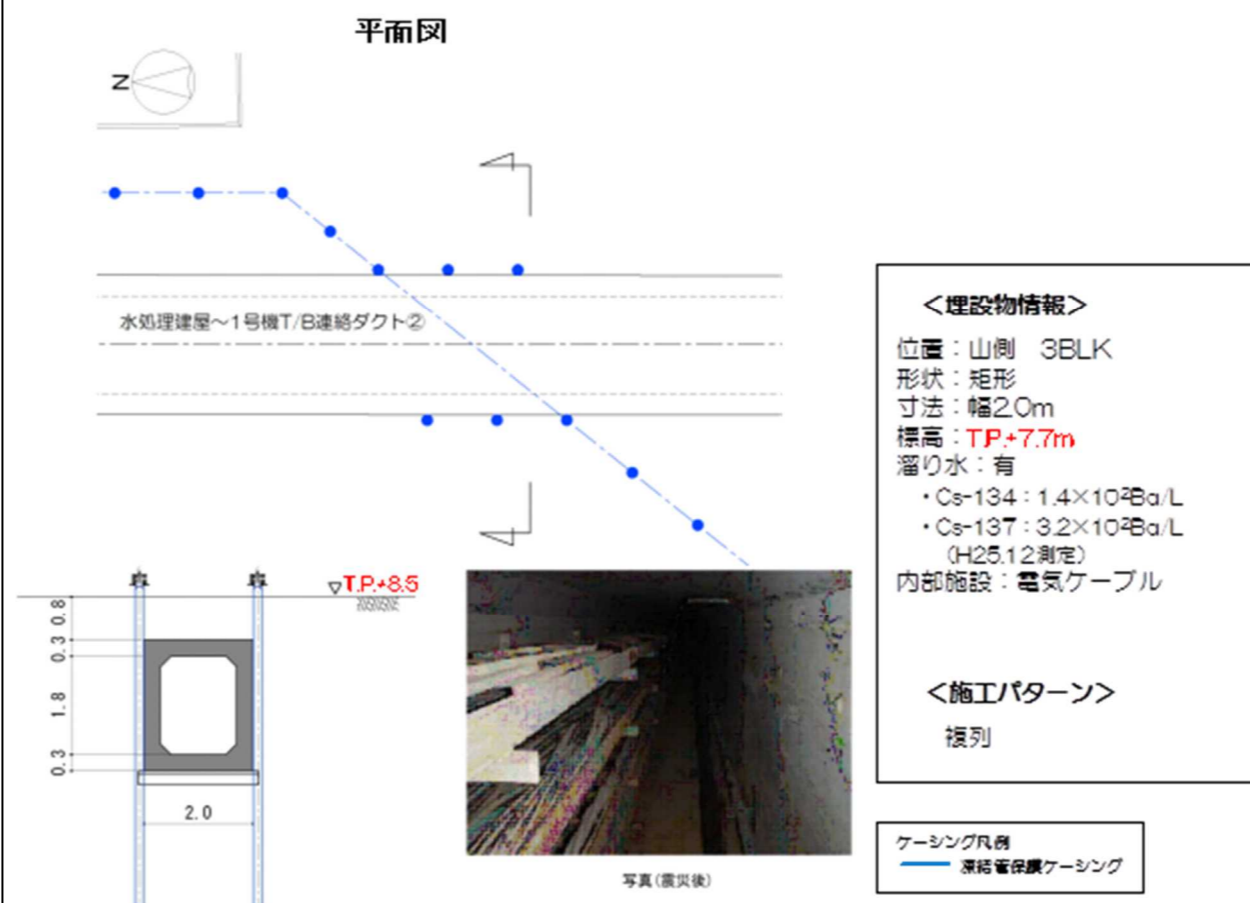 平面図
N
水処理建屋～1号機T/B連絡ダクト②
T.P.+8.5
0.8
0.3
1.8
0.3
2.0
写真(震災後)
＜埋設物情報＞
位置：山側　3BLK
形状：矩形
寸法：幅2.0m
標高：T.P.+7.7m
溜り水：有
・Cs-134：1.4×10²Bq/L
・Cs-137：3.2×10²Bq/L
（H25.12測定）
内部施設：電気ケーブル
＜施工パターン＞
複列
ケーシング凡例
凍結管保護ケーシング